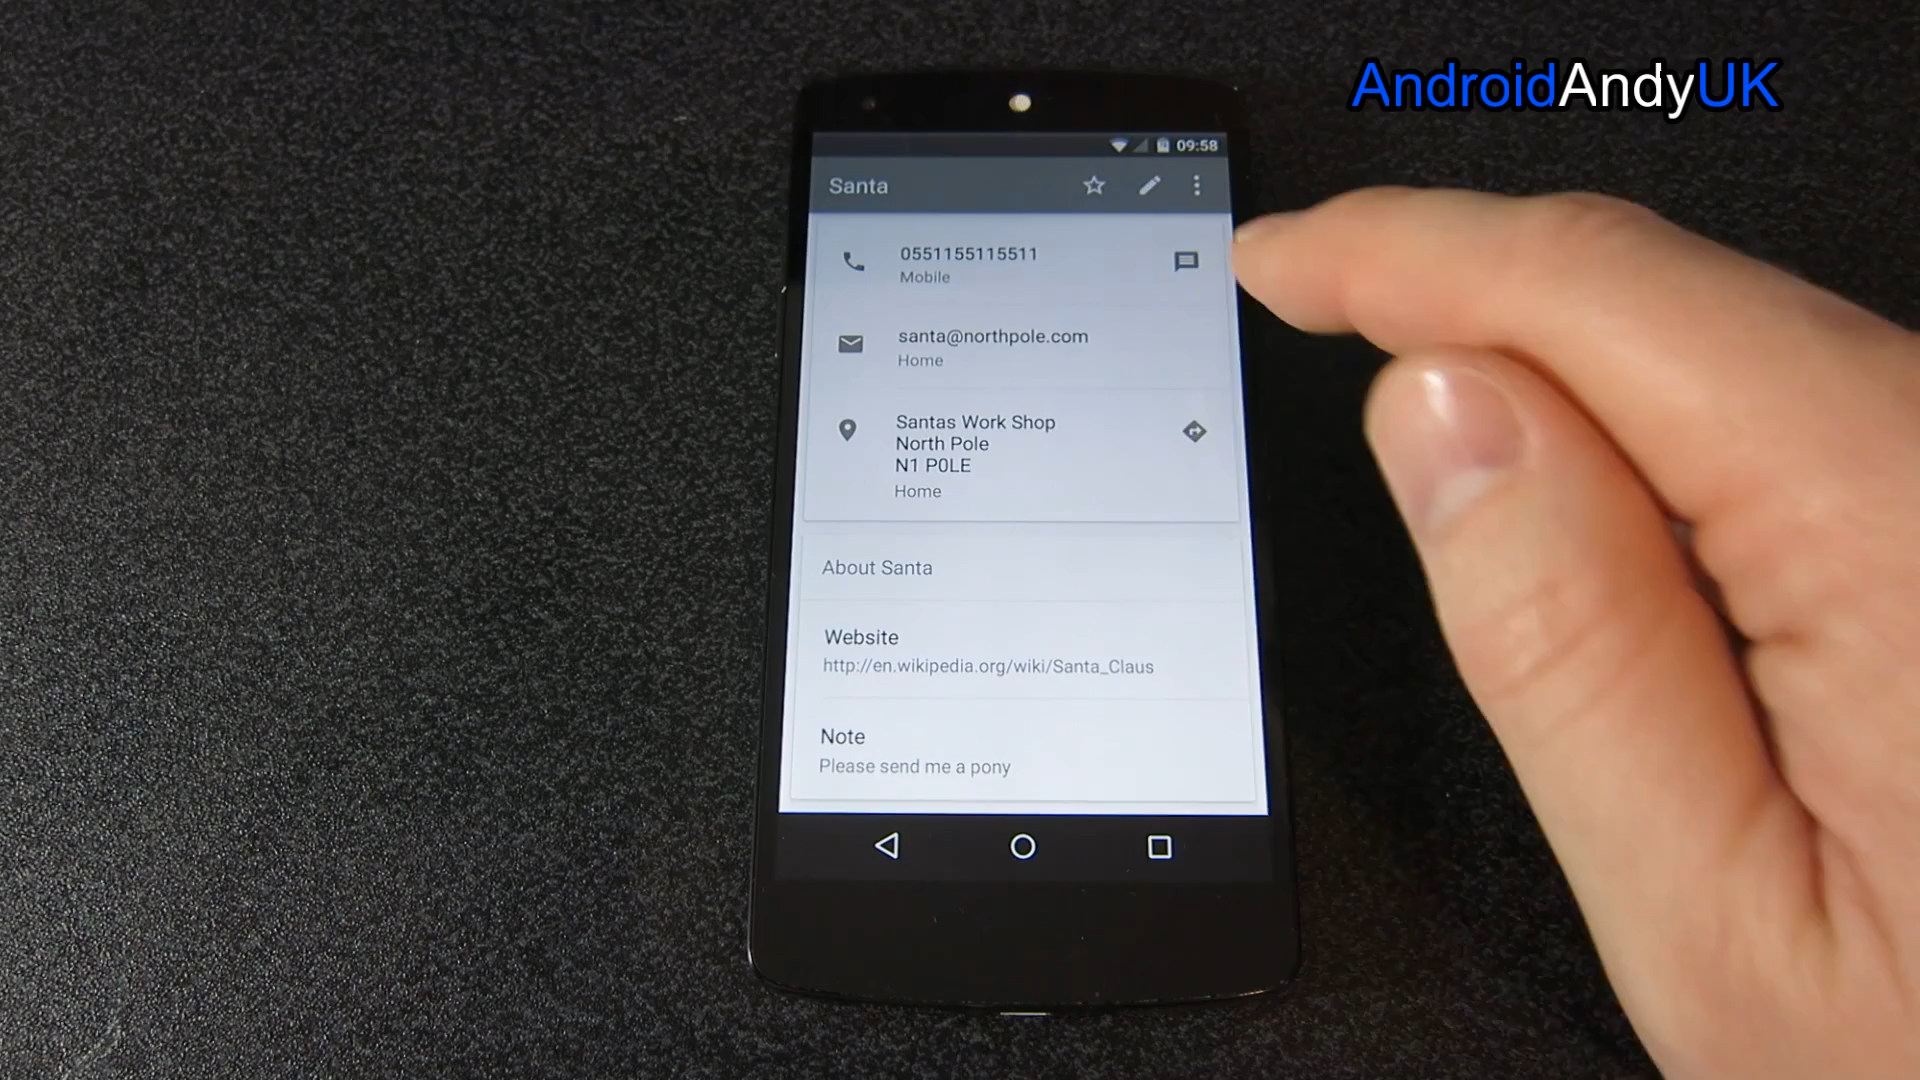 AndroidAndyUK
09:58
Santa
0551155115511
Mobile
santa@northpole.com
Home
Santas Work Shop
North Pole
N1 P0LE
Home
About Santa
Website
http://en.wikipedia.org/wiki/Santa_Claus
Note
Please send me a pony